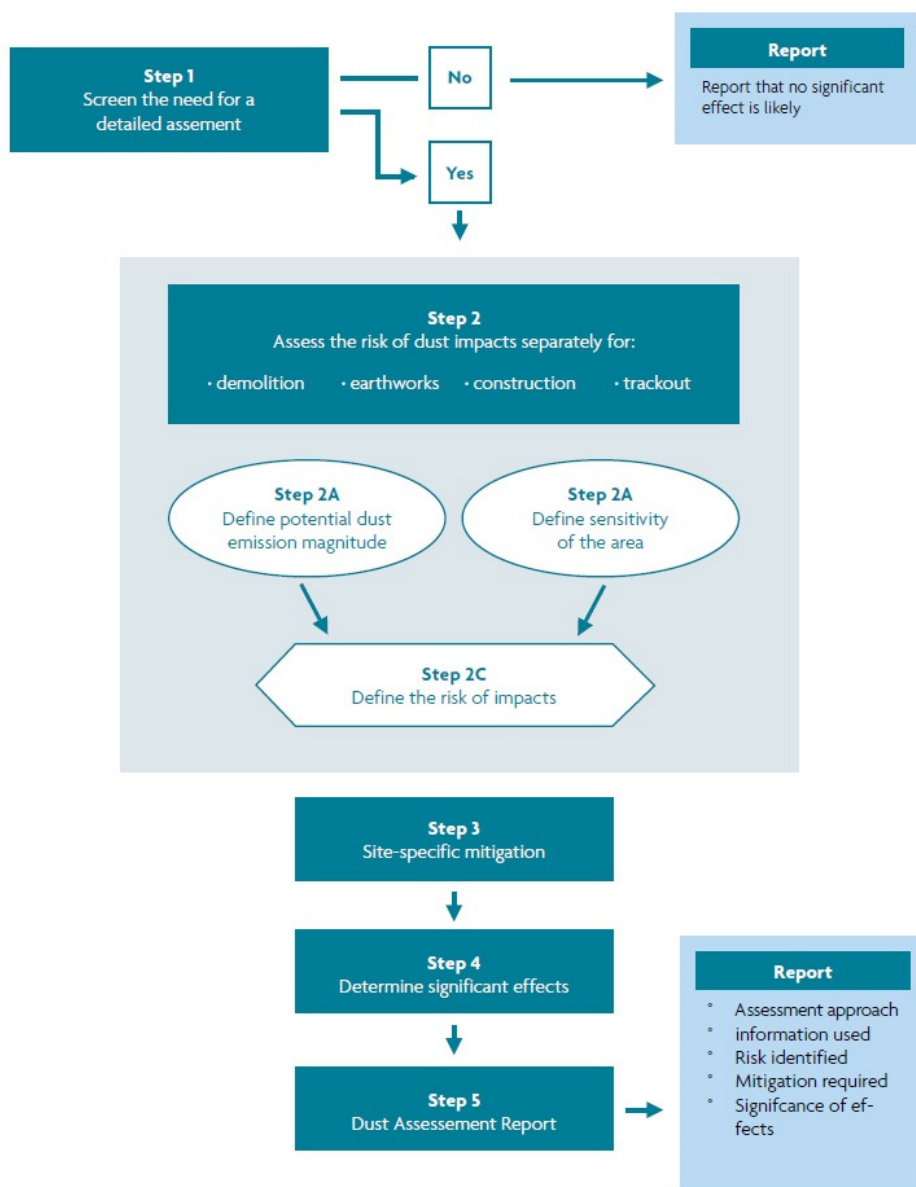 Step 1
Screen the need for a
detailed assement
No
Yes
Report
Report that no significant
effect is likely
Step 2
Assess the risk of dust impacts separately for:
· demolition · earthworks · construction · trackout
Step 2A
Define potential dust
emission magnitude
Step 2A
Define sensitivity
of the area
Step 2C
Define the risk of impacts
Step 3
Site-specific mitigation
Step 4
Determine significant effects
Step 5
Dust Assessement Report
Report
° Assessment approach
° information used
° Risk identified
° Mitigation required
° Signifcance of ef-
fects